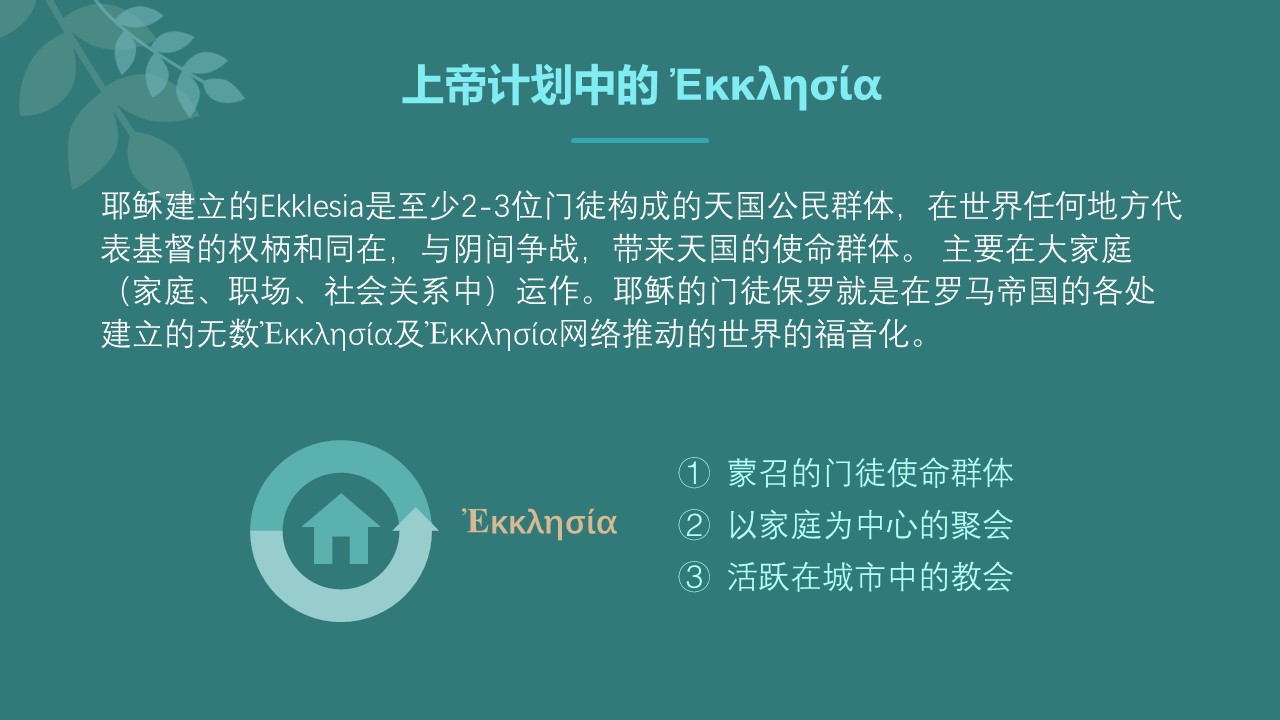 上帝计划中的 Ἐκκλησία
耶稣建立的Ekklesia是至少2-3位门徒构成的天国公民群体，在世界任何地方代
表基督的权柄和同在，与阴间争战，带来天国的使命群体。 主要在大家庭
（家庭、职场、社会关系中）运作。耶稣的门徒保罗就是在罗马帝国的各处
建立的无数Ἐκκλησία及Ἐκκλησία网络推动的世界的福音化。
Ἐκκλησία
① 蒙召的门徒使命群体
② 以家庭为中心的聚会
③ 活跃在城市中的教会